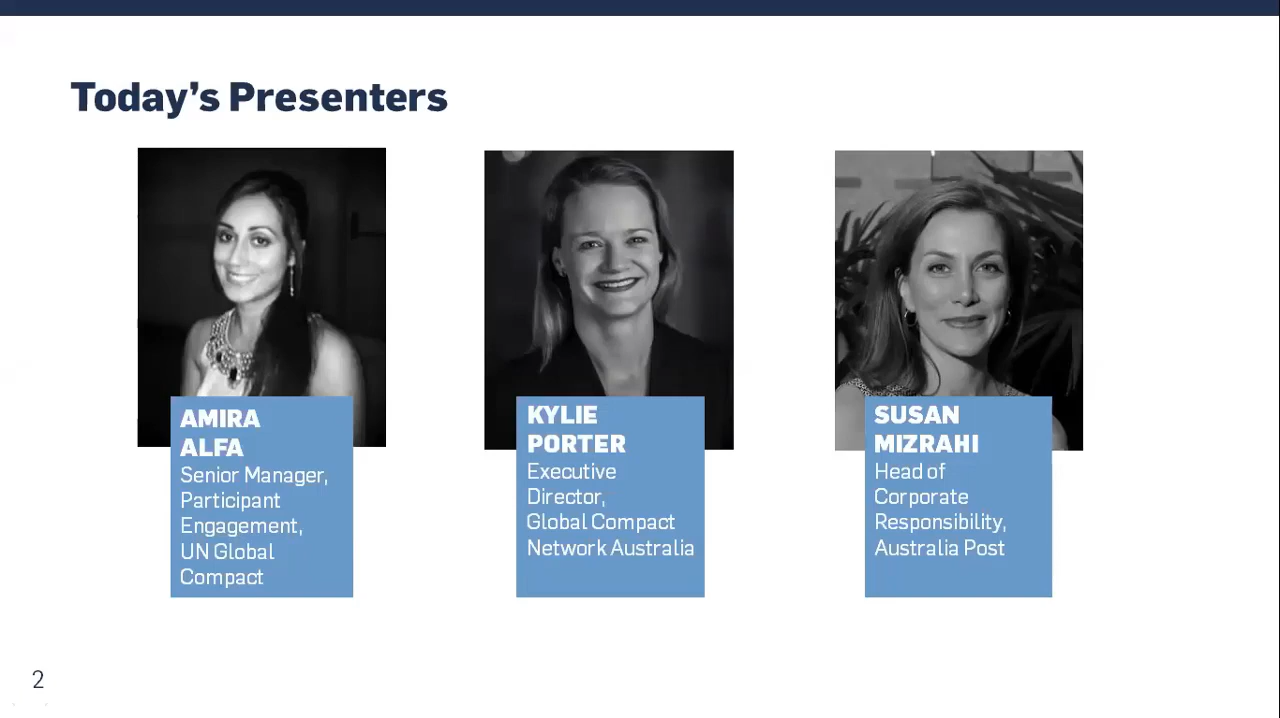 Today's Presenters
AMIRA
ALFA
Senior Manager,
Participant
Engagement,
UN Global
Compact
KYLIE
PORTER
Executive
Director,
Global Compact
Network Australia
SUSAN
MIZRAHI
Head of
Corporate
Responsibility,
Australia Post
2